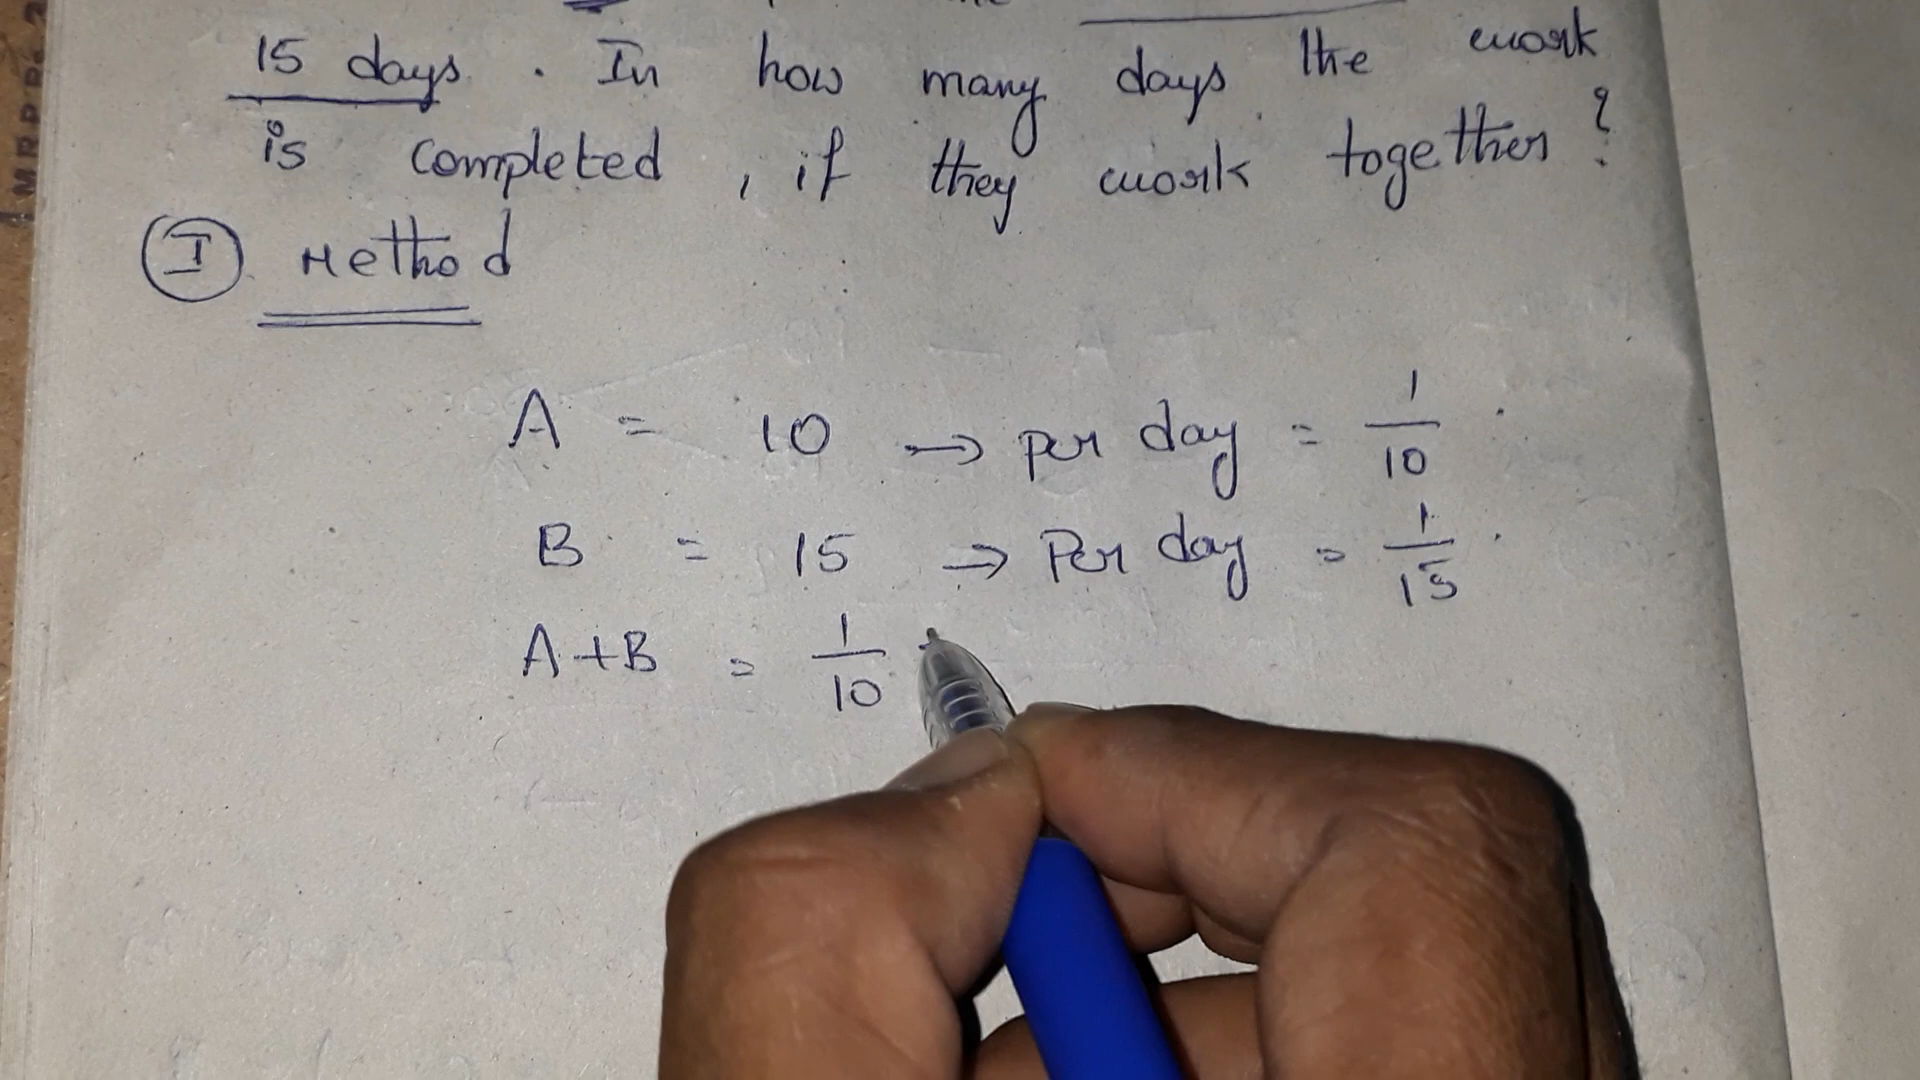 15 days. In how many days the work
is completed, if they work together?
I Method
A = 10 → per day = 1/10
B = 15 → Per day = 1/15
A+B = 1/10